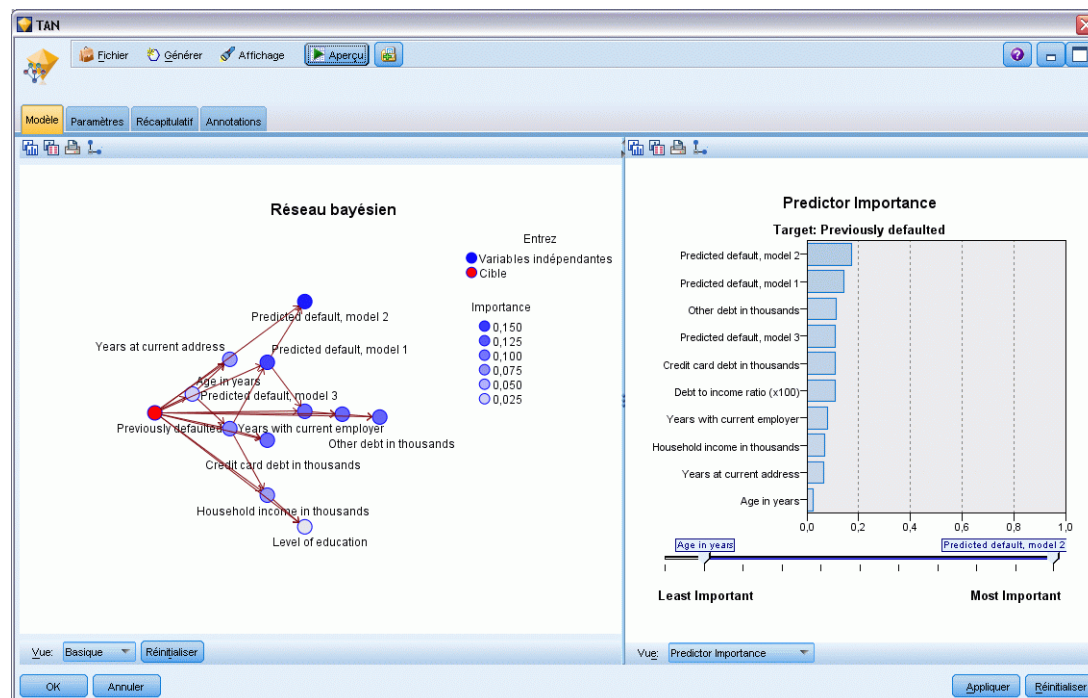 TAN
Fichier Générer Affichage Aperçu
Modèle Paramètres Récapitulatif Annotations
Réseau bayésien
Entrez
Variables indépendantes
Cible
Importance
0,150
0,125
0,100
0,075
0,050
0,025
Predicted default, model 2
Years at current address
Predicted default, model 1
Age in years
Predicted default, model 3
Previously defaulted
Years with current employer
Other debt in thousands
Credit card debt in thousands
Household income in thousands
Level of education
Vue: Basique Réinitialiser
Predictor Importance
Target: Previously defaulted
Predicted default, model 2
Predicted default, model 1
Other debt in thousands
Predicted default, model 3
Credit card debt in thousands
Debt to income ratio (x100)
Years with current employer
Household income in thousands
Years at current address
Age in years
0,0 0,2 0,4 0,6 0,8 1,0
Age in years Predicted default, model 2
Least Important Most Important
Vue: Predictor Importance
OK Annuler Appliquer Réinitialiser